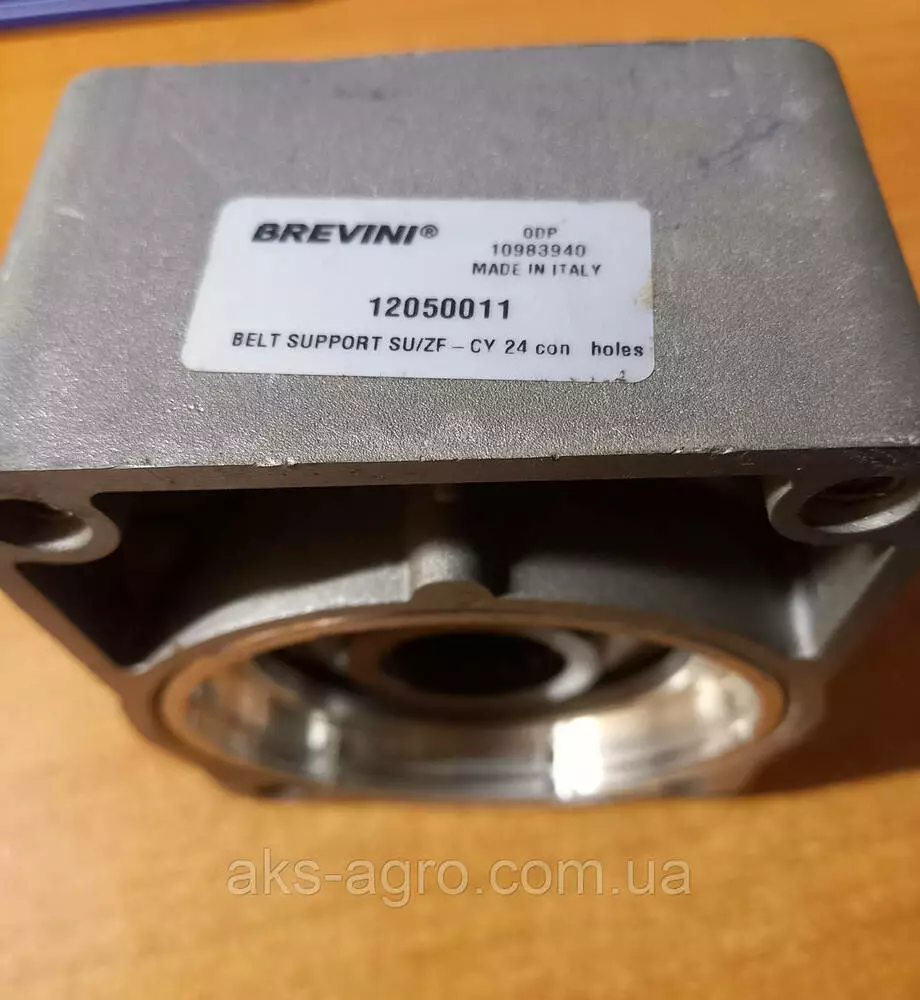 BREVINI®
ODP
10983940
MADE IN ITALY
12050011
BELT SUPPORT SU/ZF - CY 24 con holes
aks-agro.com.ua